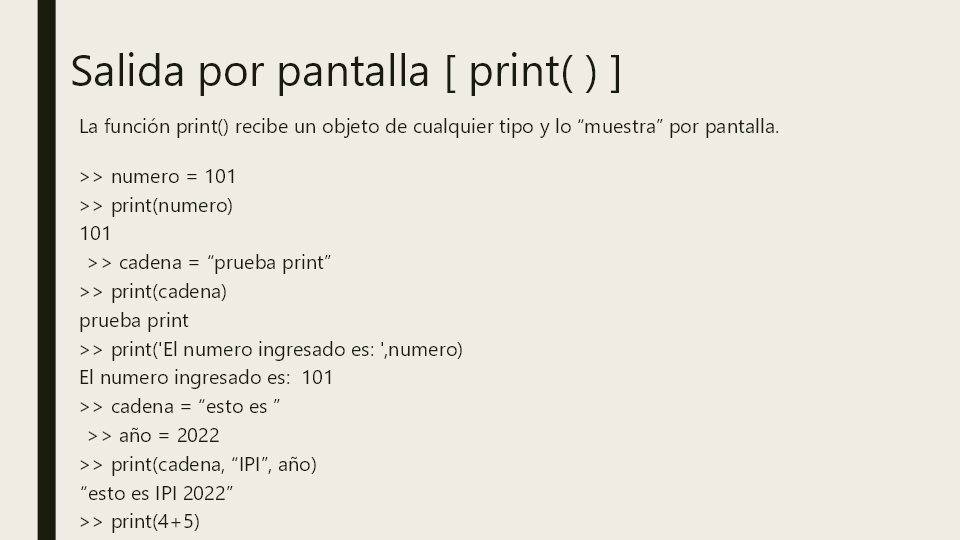 Salida por pantalla [ print( ) ]
La función print() recibe un objeto de cualquier tipo y lo “muestra” por pantalla.
>> numero = 101
>> print(numero)
101
>> cadena = “prueba print”
>> print(cadena)
prueba print
>> print('El numero ingresado es: ',numero)
El numero ingresado es:  101
>> cadena = “esto es ”
>> año = 2022
>> print(cadena, “IPI”, año)
“esto es IPI 2022”
>> print(4+5)